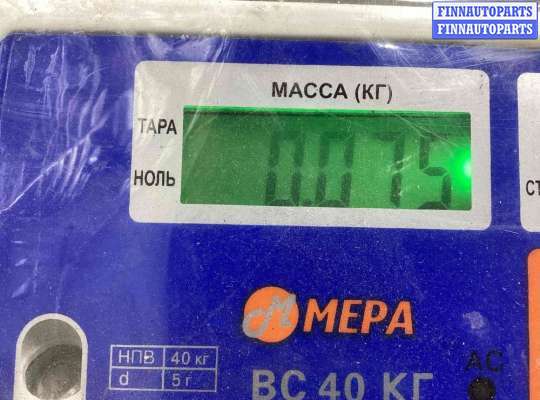 FINNAUTOPARTS
FINNAUTOPARTS
МАССА (КГ)
ТАРА
НОЛЬ
0.075
СТ
МЕРА
НПВ 40 кг
d 5 г
ВС 40 КГ
АС